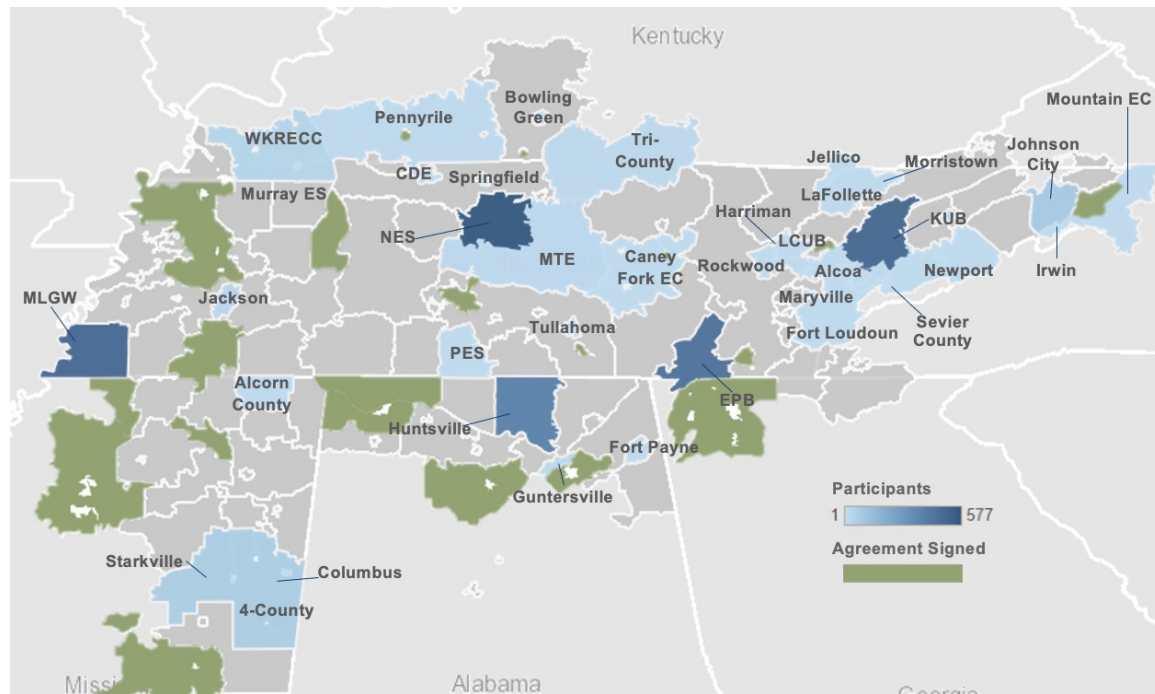 Kentucky
Mountain EC
Bowling
Green
Pennyrile
WKRECC
Tri-
County
Johnson
City
Jellico
Morristown
CDE
Springfield
Murray ES
LaFollette
Harriman
KUB
NES
LCUB
MTE
Caney
Fork EC
Rockwood
Alcoa
Newport
Irwin
MLGW
Jackson
Maryville
Sevier
County
Tullahoma
Fort Loudoun
PES
Alcorn
County
EPB
Huntsville
Fort Payne
Guntersville
Participants
1
577
Agreement Signed
Starkville
Columbus
4-County
Missi
Alabama
Georgia